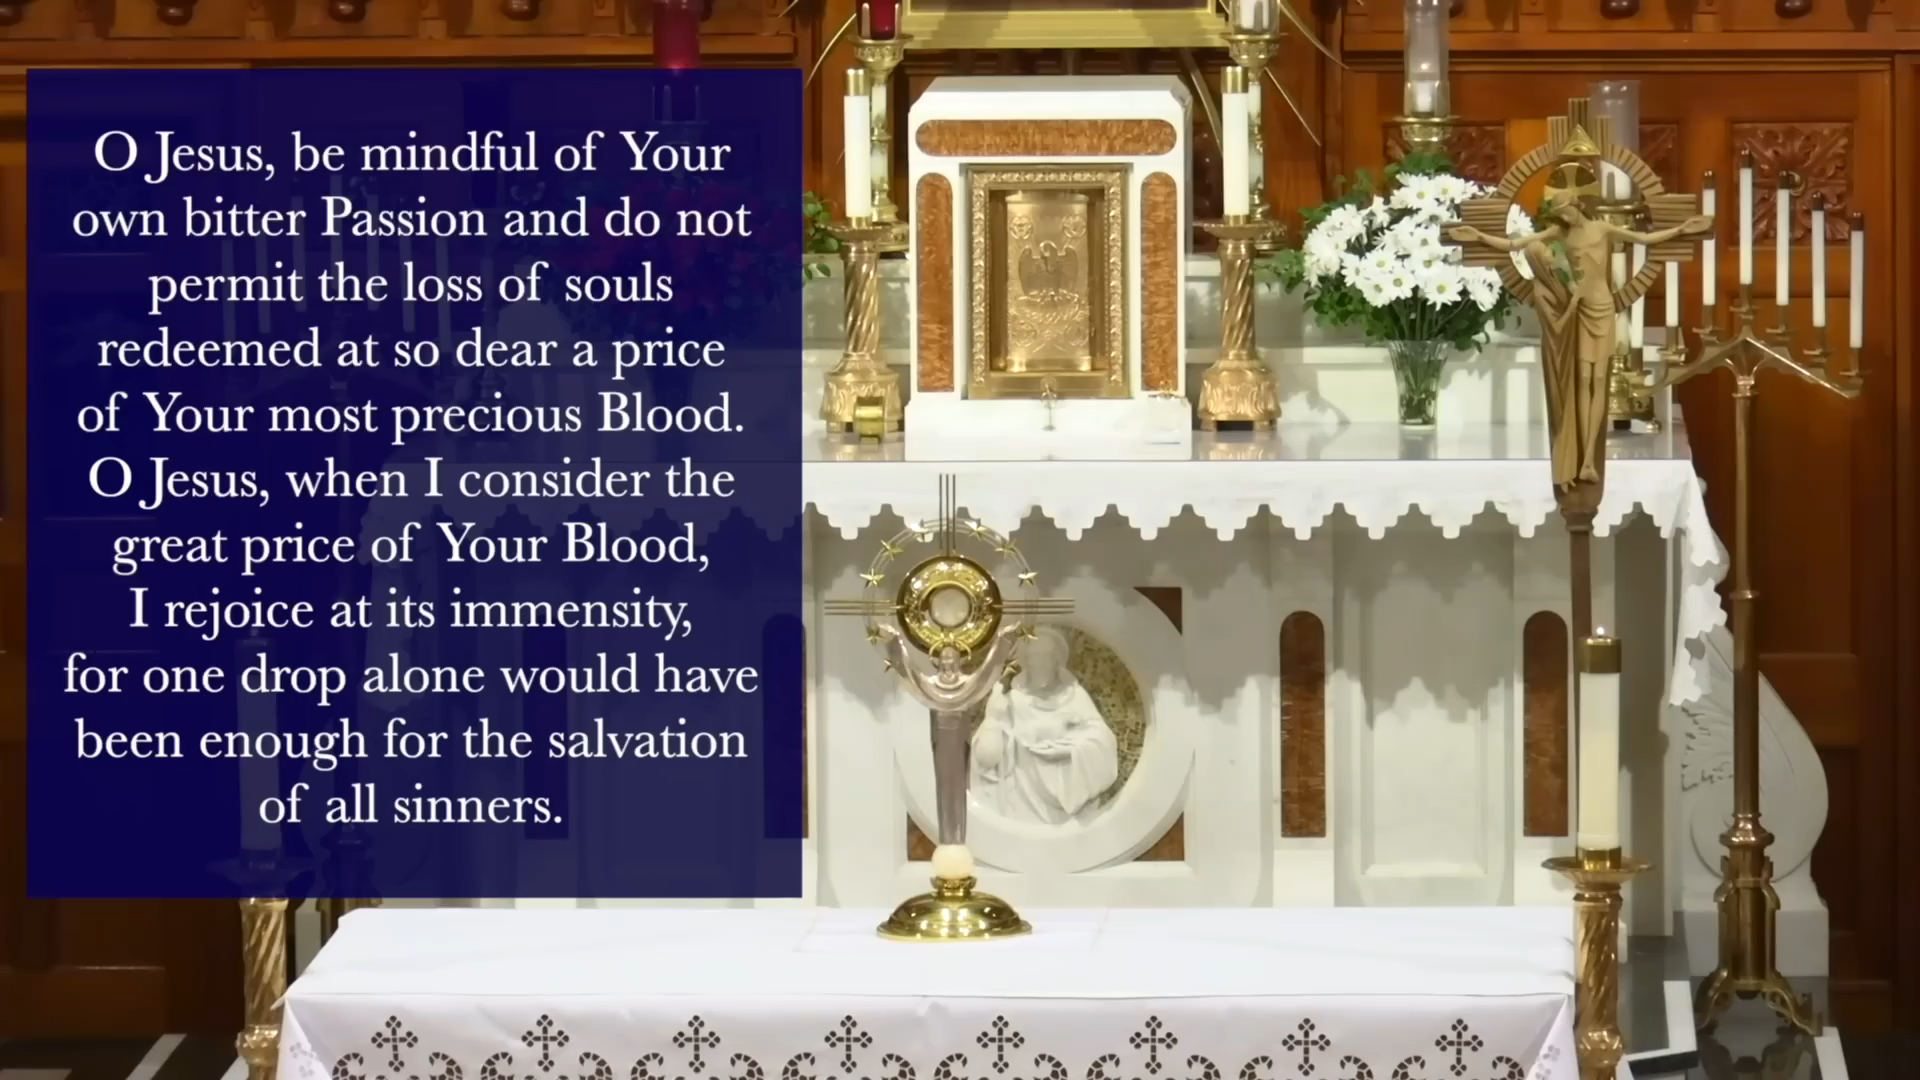 O Jesus, be mindful of Your
own bitter Passion and do not
permit the loss of souls
redeemed at so dear a price
of Your most precious Blood.
O Jesus, when I consider the
great price of Your Blood,
I rejoice at its immensity,
for one drop alone would have
been enough for the salvation
of all sinners.